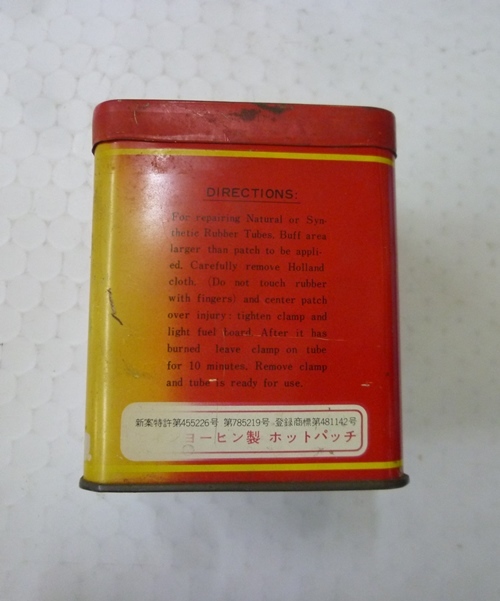 DIRECTIONS:
For repairing Natural or Syn-
thetic Rubber Tubes. Buff area
larger than patch to be appli-
ed. Carefully remove Holland
cloth. (Do not touch rubber
with fingers) and center patch
over injury: tighten clamp and
light fuel board. After it has
burned leave clamp on tube
for 10 minutes. Remove clamp
and tube is ready for use.
新案特許第455226号 第785219号 登録商標第481142号
ヨーヒン製 ホットパッチ